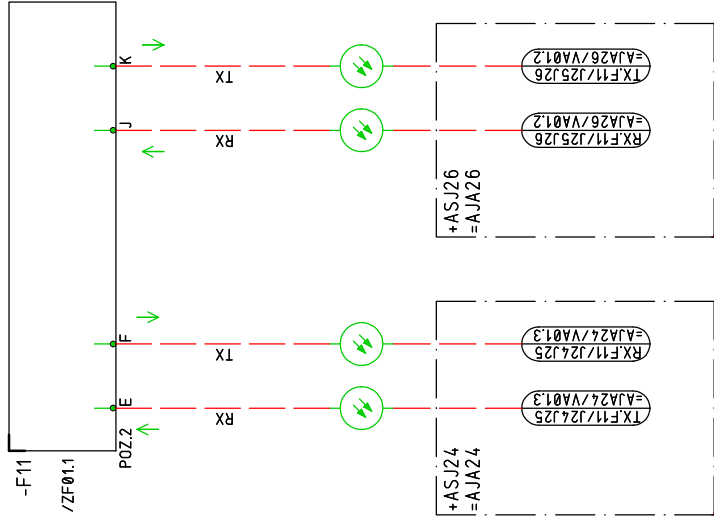 K
TX
=AJA26/VA01.2
TX.F11/J25J26
J
RX
=AJA26/VA01.2
RX.F11/J25J26
+ASJ26
=AJA26
F
TX
=AJA24/VA01.3
RX.F11/J24J25
E
RX
=AJA24/VA01.3
TX.F11/J24J25
POZ.2
+ASJ24
=AJA24
-F11
/ZF01.1